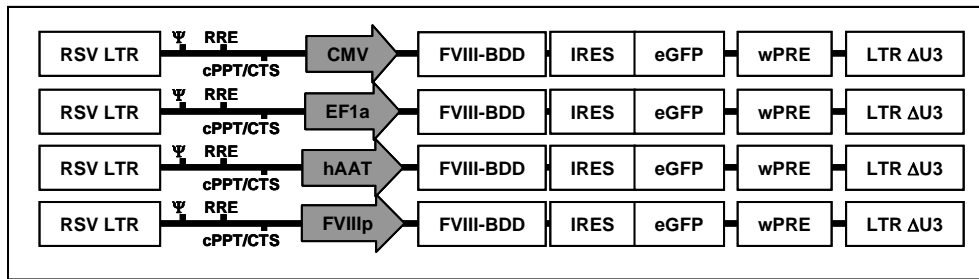 Ψ RRE
RSV LTR CMV FVIII-BDD IRES eGFP wPRE LTR ΔU3
cPPT/CTS
Ψ RRE
RSV LTR EF1a FVIII-BDD IRES eGFP wPRE LTR ΔU3
cPPT/CTS
Ψ RRE
RSV LTR hAAT FVIII-BDD IRES eGFP wPRE LTR ΔU3
cPPT/CTS
Ψ RRE
RSV LTR FVIIIp FVIII-BDD IRES eGFP wPRE LTR ΔU3
cPPT/CTS